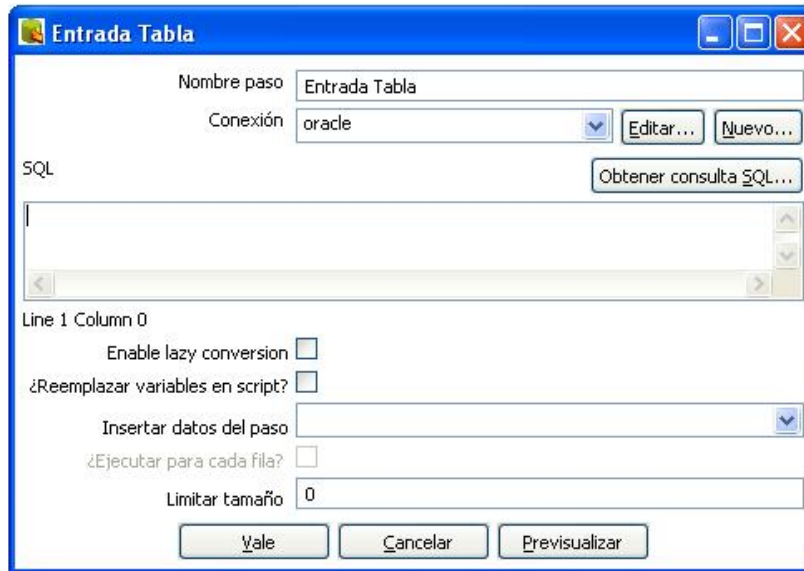 Entrada Tabla
Nombre paso Entrada Tabla
Conexión oracle Editar... Nuevo...
SQL Obtener consulta SQL...
Line 1 Column 0
Enable lazy conversion
¿Reemplazar variables en script?
Insertar datos del paso
¿Ejecutar para cada fila?
Limitar tamaño 0
Vale Cancelar Previsualizar